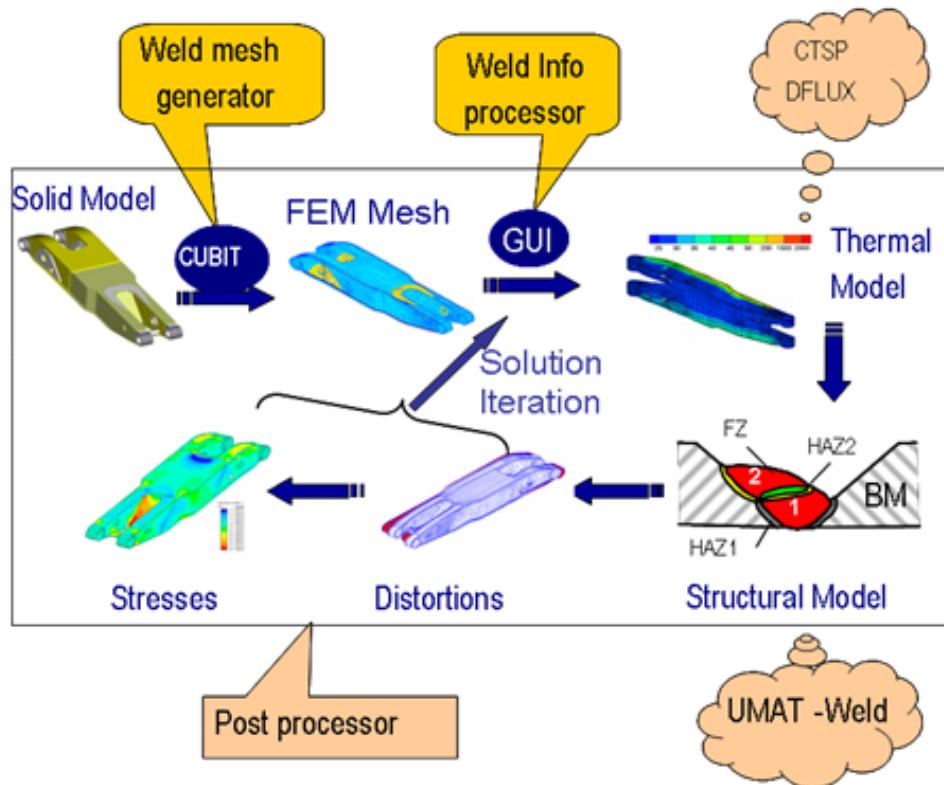 Weld mesh
generator
Weld Info
processor
CTSP
DFLUX
Solid Model
CUBIT
FEM Mesh
GUI
Thermal
Model
Solution
Iteration
FZ
HAZ2
2
1
BM
HAZ1
Stresses
Distortions
Structural Model
Post processor
UMAT -Weld